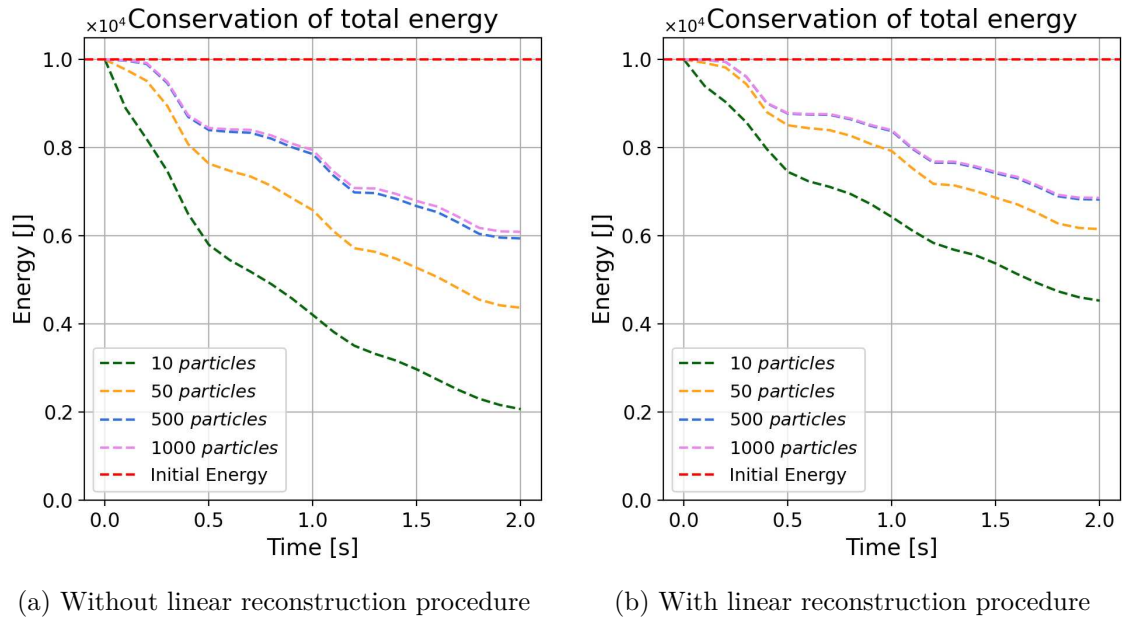 Conservation of total energy
×10⁴
1.0
0.8
0.6
0.4
0.2
0.0
Energy [J]
10 particles
50 particles
500 particles
1000 particles
Initial Energy
0.0 0.5 1.0 1.5 2.0
Time [s]
(a) Without linear reconstruction procedure
Conservation of total energy
×10⁴
1.0
0.8
0.6
0.4
0.2
0.0
Energy [J]
10 particles
50 particles
500 particles
1000 particles
Initial Energy
0.0 0.5 1.0 1.5 2.0
Time [s]
(b) With linear reconstruction procedure